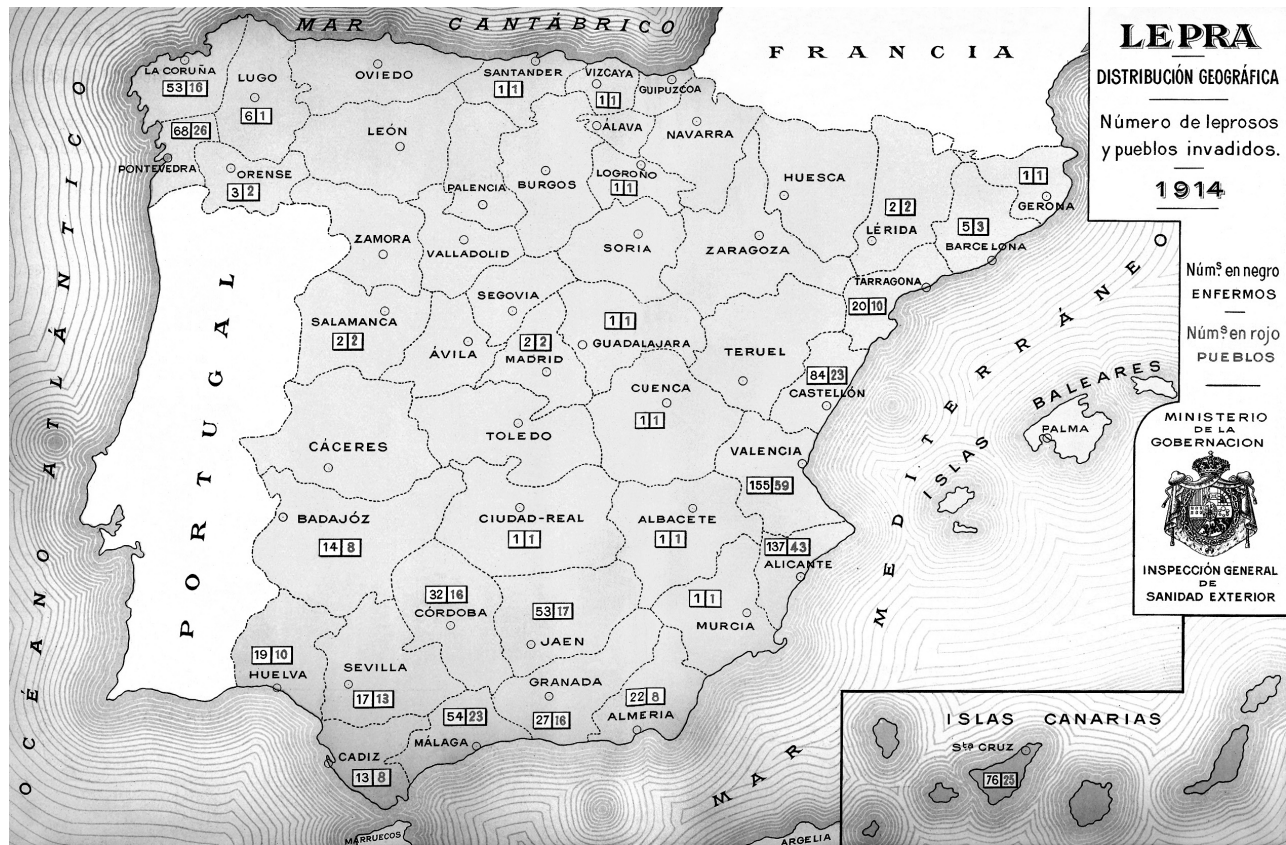 MAR CANTÁBRICO
FRANCIA
LEPRA
DISTRIBUCIÓN GEOGRÁFICA
Número de leprosos
y pueblos invadidos.
1914
Núms en negro
ENFERMOS
Núms en rojo
PUEBLOS
MINISTERIO
DE LA
GOBERNACION
INSPECCIÓN GENERAL
DE
SANIDAD EXTERIOR
OCÉANO ATLÁNTICO
PORTUGAL
MAR MEDITERRÁNEO
ISLAS BALEARES
PALMA
LA CORUÑA
53 16
LUGO
6 1
OVIEDO
SANTANDER
1 1
VIZCAYA
1 1
GUIPUZCOA
ÁLAVA
NAVARRA
68 26
PONTEVEDRA
ORENSE
3 2
LEÓN
PALENCIA
BURGOS
LOGROÑO
1 1
HUESCA
2 2
LÉRIDA
1 1
GERONA
5 3
BARCELONA
ZAMORA
VALLADOLID
SORIA
ZARAGOZA
TARRAGONA
20 10
SALAMANCA
2 2
SEGOVIA
ÁVILA
2 2
MADRID
1 1
GUADALAJARA
TERUEL
84 23
CASTELLÓN
CUENCA
1 1
CÁCERES
TOLEDO
VALENCIA
155 59
BADAJÓZ
14 8
CIUDAD-REAL
1 1
ALBACETE
1 1
137 43
ALICANTE
32 16
CÓRDOBA
53 17
JAEN
1 1
MURCIA
19 10
HUELVA
SEVILLA
17 13
GRANADA
27 16
22 8
ALMERIA
54 23
MÁLAGA
CADIZ
13 8
MARRUECOS
ARGELIA
ISLAS CANARIAS
Sta CRUZ
76 25